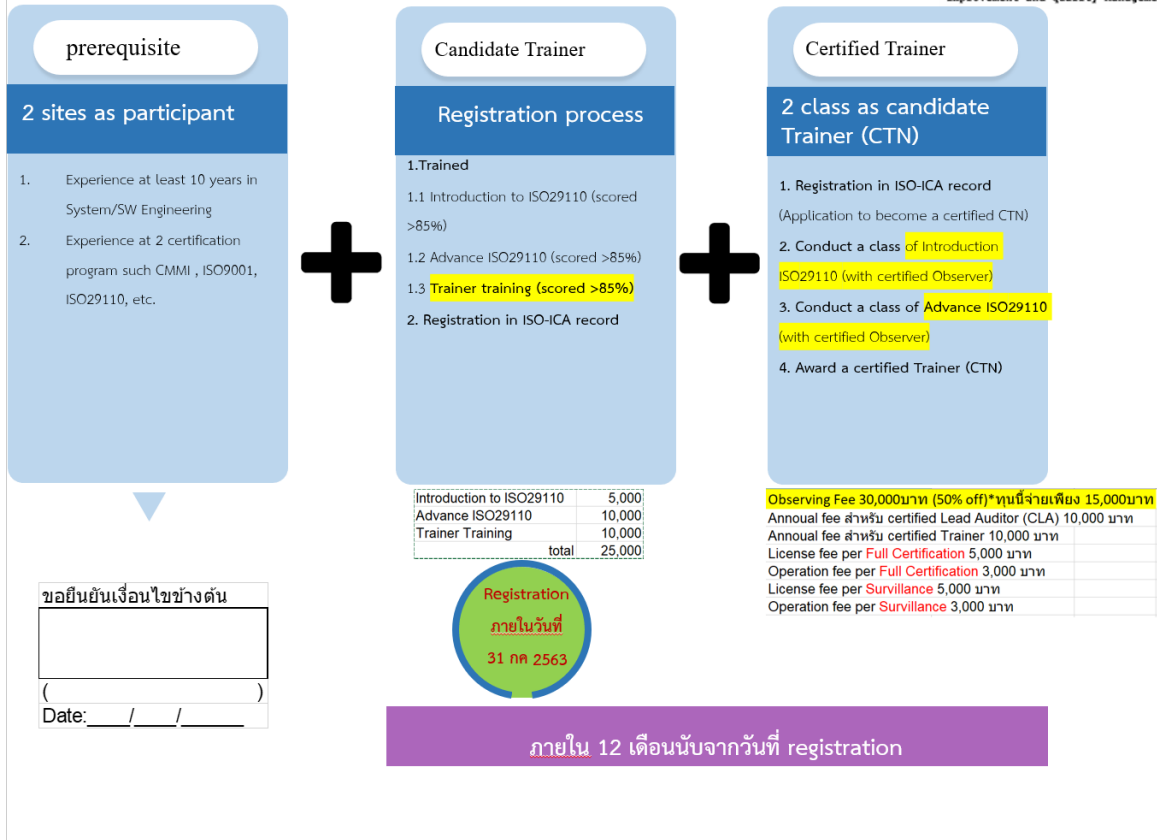 prerequisite
2 sites as participant
1. Experience at least 10 years in
System/SW Engineering
2. Experience at 2 certification
program such CMMI , ISO9001,
ISO29110, etc.
Candidate Trainer
Registration process
1.Trained
1.1 Introduction to ISO29110 (scored
>85%)
1.2 Advance ISO29110 (scored >85%)
1.3 Trainer training (scored >85%)
2. Registration in ISO-ICA record
Certified Trainer
2 class as candidate
Trainer (CTN)
1. Registration in ISO-ICA record
(Application to become a certified CTN)
2. Conduct a class of Introduction
ISO29110 (with certified Observer)
3. Conduct a class of Advance ISO29110
(with certified Observer)
4. Award a certified Trainer (CTN)
Introduction to ISO29110 5,000
Advance ISO29110 10,000
Trainer Training 10,000
total 25,000
Observing Fee 30,000บาท (50% off)*ทุนนี้จ่ายเพียง 15,000บาท
Annoual fee สำหรับ certified Lead Auditor (CLA) 10,000 บาท
Annoual fee สำหรับ certified Trainer 10,000 บาท
License fee per Full Certification 5,000 บาท
Operation fee per Full Certification 3,000 บาท
License fee per Survillance 5,000 บาท
Operation fee per Survillance 3,000 บาท
ขอยืนยันเงื่อนไขข้างต้น
( )
Date:____/____/______
Registration
ภายในวันที่
31 กค 2563
ภายใน 12 เดือนนับจากวันที่ registration